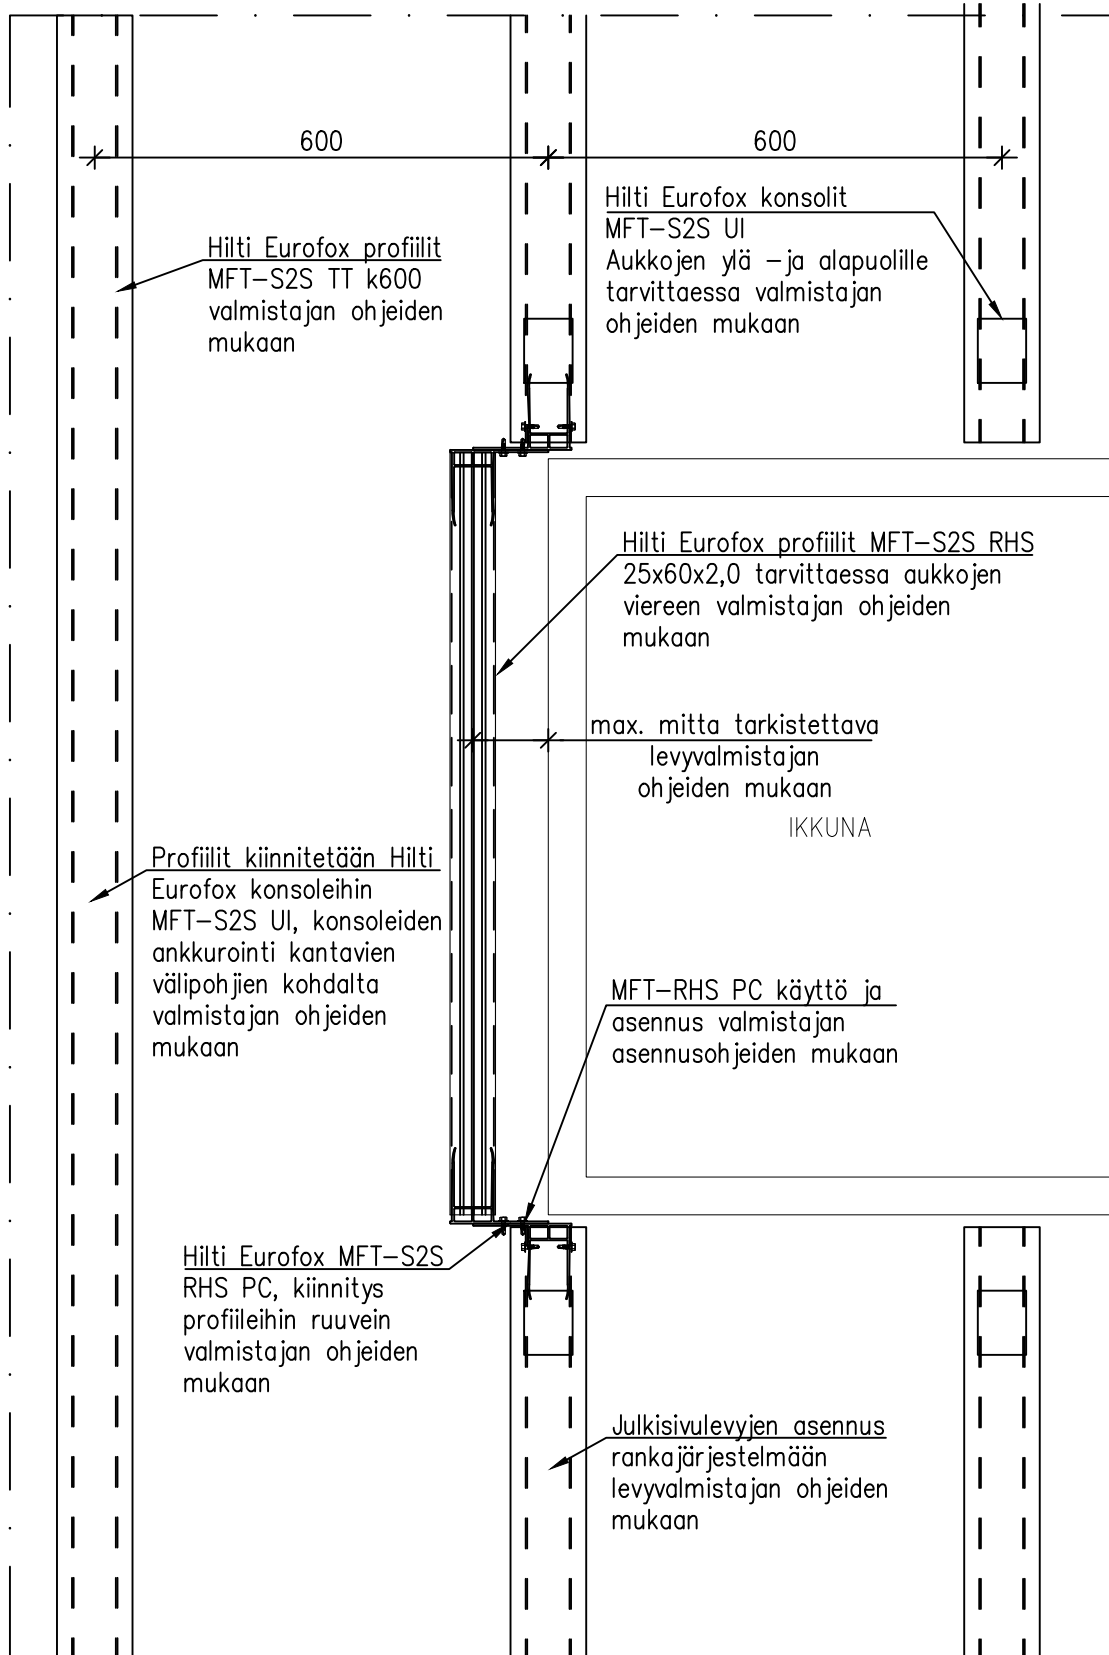 600
600
Hilti Eurofox konsolit
MFT-S2S UI
Aukkojen ylä -ja alapuolille
tarvittaessa valmistajan
ohjeiden mukaan
Hilti Eurofox profiilit
MFT-S2S TT k600
valmistajan ohjeiden
mukaan
Hilti Eurofox profiilit MFT-S2S RHS
25x60x2,0 tarvittaessa aukkojen
viereen valmistajan ohjeiden
mukaan
max. mitta tarkistettava
levyvalmistajan
ohjeiden mukaan
IKKUNA
Profiilit kiinnitetään Hilti
Eurofox konsoleihin
MFT-S2S UI, konsoleiden
ankkurointi kantavien
välipohjien kohdalta
valmistajan ohjeiden
mukaan
MFT-RHS PC käyttö ja
asennus valmistajan
asennusohjeiden mukaan
Hilti Eurofox MFT-S2S
RHS PC, kiinnitys
profiileihin ruuvein
valmistajan ohjeiden
mukaan
Julkisivulevyjen asennus
rankajärjestelmään
levyvalmistajan ohjeiden
mukaan